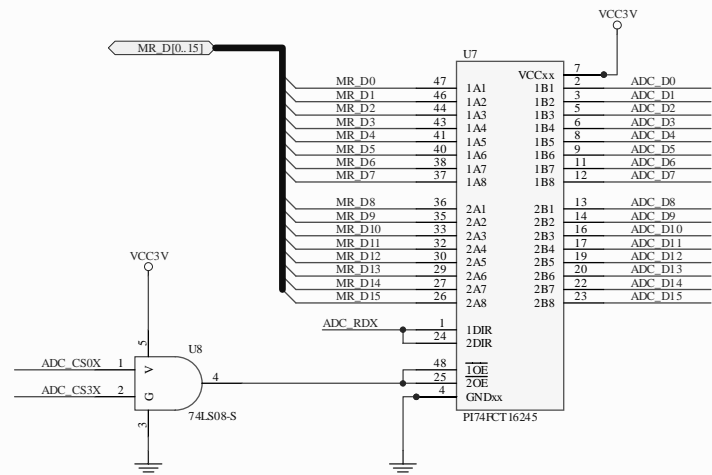 VCC3V
MR_D[0..15]
U7
VCCxx 7
MR_D0 47 1A1 1B1 2 ADC_D0
MR_D1 46 1A2 1B2 3 ADC_D1
MR_D2 44 1A3 1B3 5 ADC_D2
MR_D3 43 1A4 1B4 6 ADC_D3
MR_D4 41 1A5 1B5 8 ADC_D4
MR_D5 40 1A6 1B6 9 ADC_D5
MR_D6 38 1A7 1B7 11 ADC_D6
MR_D7 37 1A8 1B8 12 ADC_D7
MR_D8 36 2A1 2B1 13 ADC_D8
MR_D9 35 2A2 2B2 14 ADC_D9
MR_D10 33 2A3 2B3 16 ADC_D10
MR_D11 32 2A4 2B4 17 ADC_D11
MR_D12 30 2A5 2B5 19 ADC_D12
MR_D13 29 2A6 2B6 20 ADC_D13
MR_D14 27 2A7 2B7 22 ADC_D14
MR_D15 26 2A8 2B8 23 ADC_D15
ADC_RDX 1 1DIR
24 2DIR
48 1OE
25 2OE
4 GNDxx
PI74FCT16245
VCC3V
5
U8
ADC_CS0X 1 V
4
ADC_CS3X 2 G
74LS08-S
3